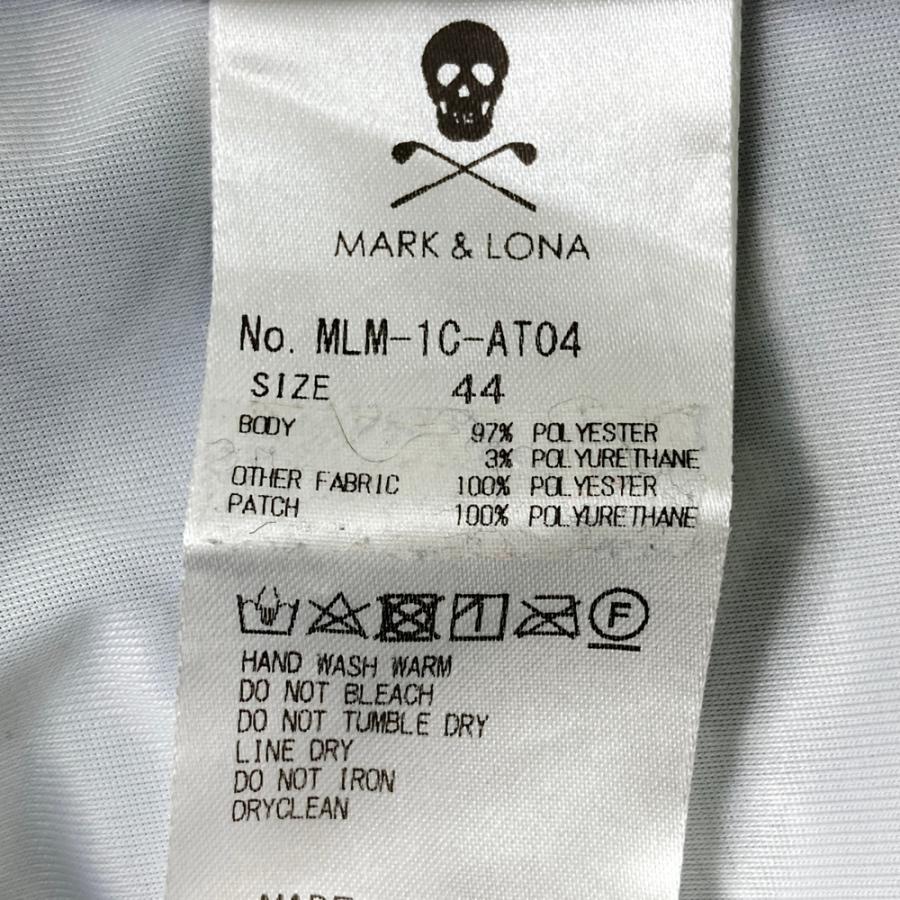 MARK & LONA
No. MLM-1C-AT04
SIZE 44
BODY 97% POLYESTER
3% POLYURETHANE
OTHER FABRIC 100% POLYESTER
PATCH 100% POLYURETHANE
F
HAND WASH WARM
DO NOT BLEACH
DO NOT TUMBLE DRY
LINE DRY
DO NOT IRON
DRYCLEAN